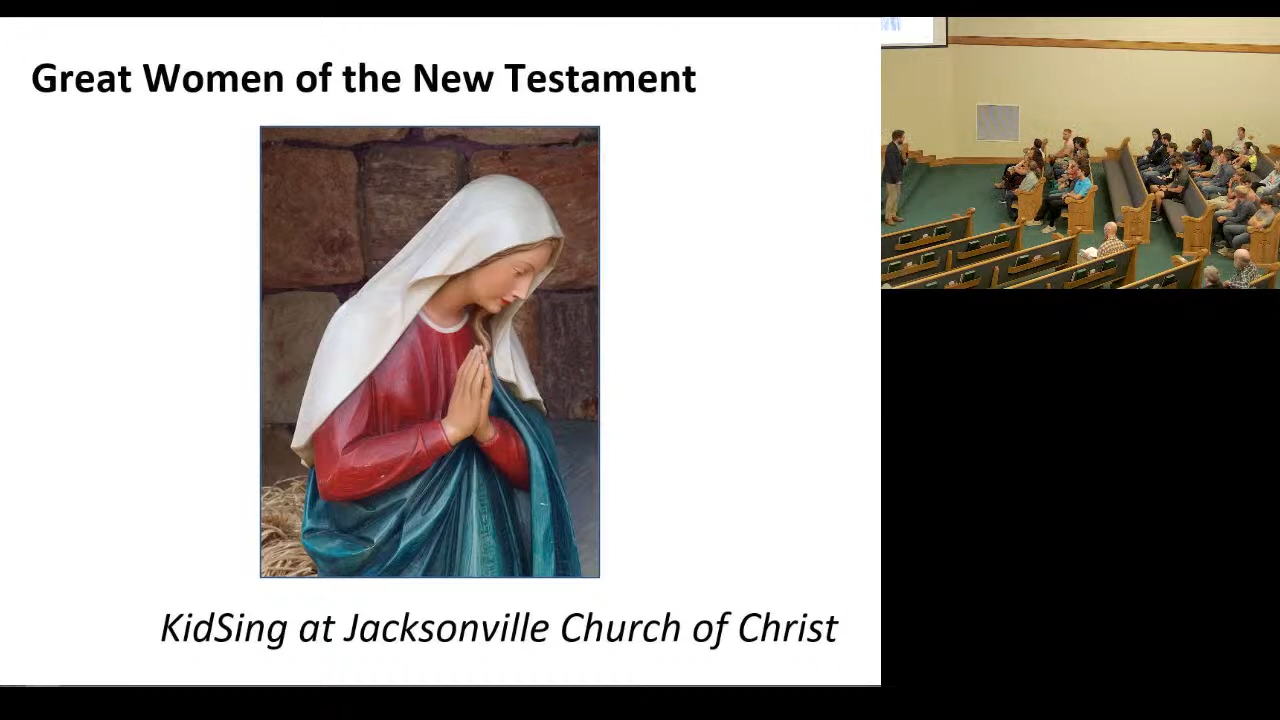 Great Women of the New Testament
KidSing at Jacksonville Church of Christ